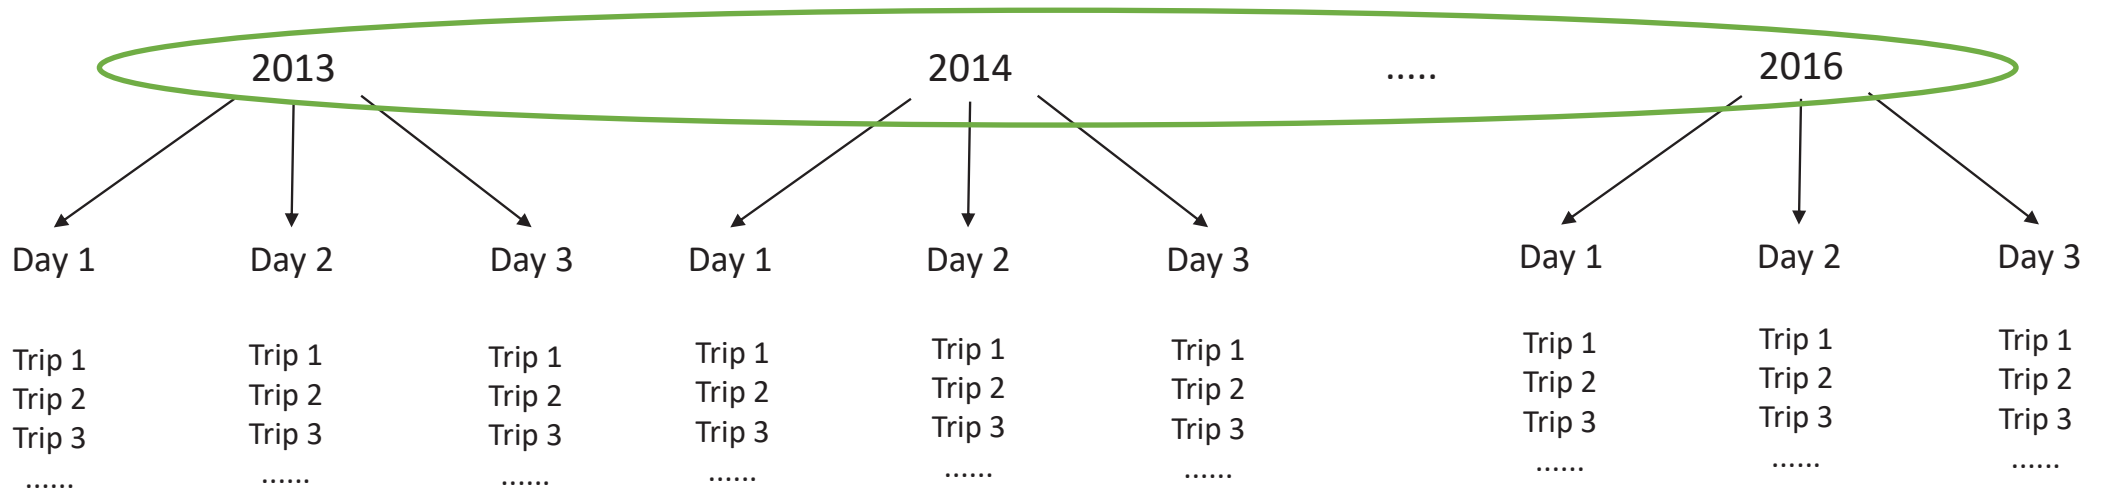 2013 2014 ..... 2016
Day 1 Day 2 Day 3 Day 1 Day 2 Day 3 Day 1 Day 2 Day 3
Trip 1 Trip 1 Trip 1 Trip 1 Trip 1 Trip 1 Trip 1 Trip 1 Trip 1
Trip 2 Trip 2 Trip 2 Trip 2 Trip 2 Trip 2 Trip 2 Trip 2 Trip 2
Trip 3 Trip 3 Trip 3 Trip 3 Trip 3 Trip 3 Trip 3 Trip 3 Trip 3
...... ...... ...... ...... ...... ...... ...... ...... ......